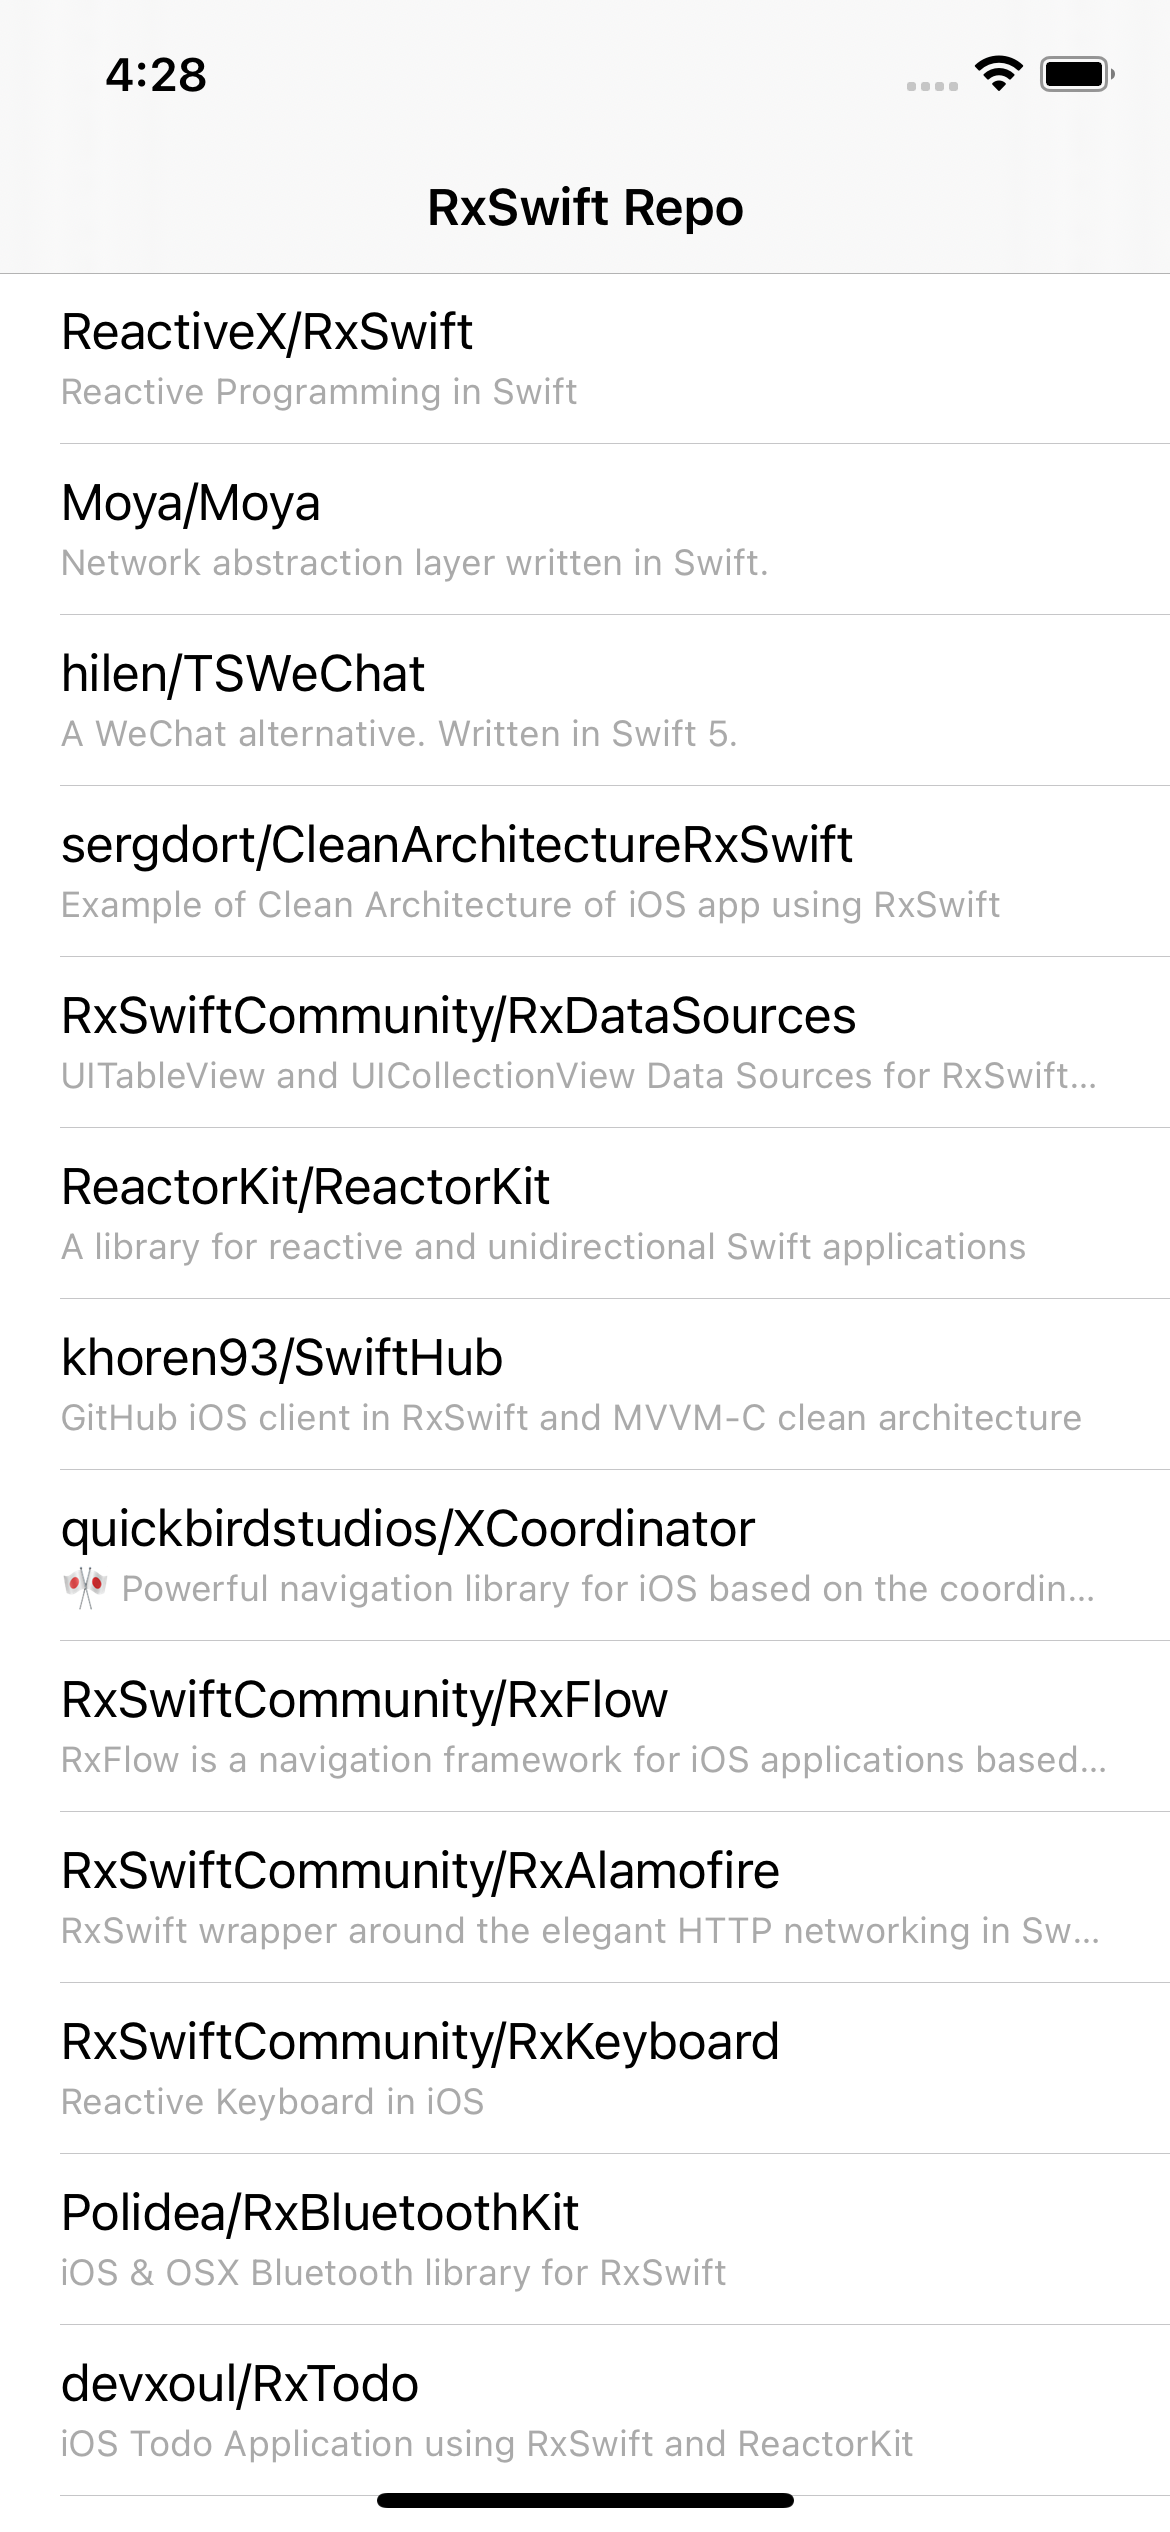 4:28
RxSwift Repo
ReactiveX/RxSwift
Reactive Programming in Swift
Moya/Moya
Network abstraction layer written in Swift.
hilen/TSWeChat
A WeChat alternative. Written in Swift 5.
sergdort/CleanArchitectureRxSwift
Example of Clean Architecture of iOS app using RxSwift
RxSwiftCommunity/RxDataSources
UITableView and UICollectionView Data Sources for RxSwift...
ReactorKit/ReactorKit
A library for reactive and unidirectional Swift applications
khoren93/SwiftHub
GitHub iOS client in RxSwift and MVVM-C clean architecture
quickbirdstudios/XCoordinator
🎌 Powerful navigation library for iOS based on the coordin...
RxSwiftCommunity/RxFlow
RxFlow is a navigation framework for iOS applications based...
RxSwiftCommunity/RxAlamofire
RxSwift wrapper around the elegant HTTP networking in Sw...
RxSwiftCommunity/RxKeyboard
Reactive Keyboard in iOS
Polidea/RxBluetoothKit
iOS & OSX Bluetooth library for RxSwift
devxoul/RxTodo
iOS Todo Application using RxSwift and ReactorKit